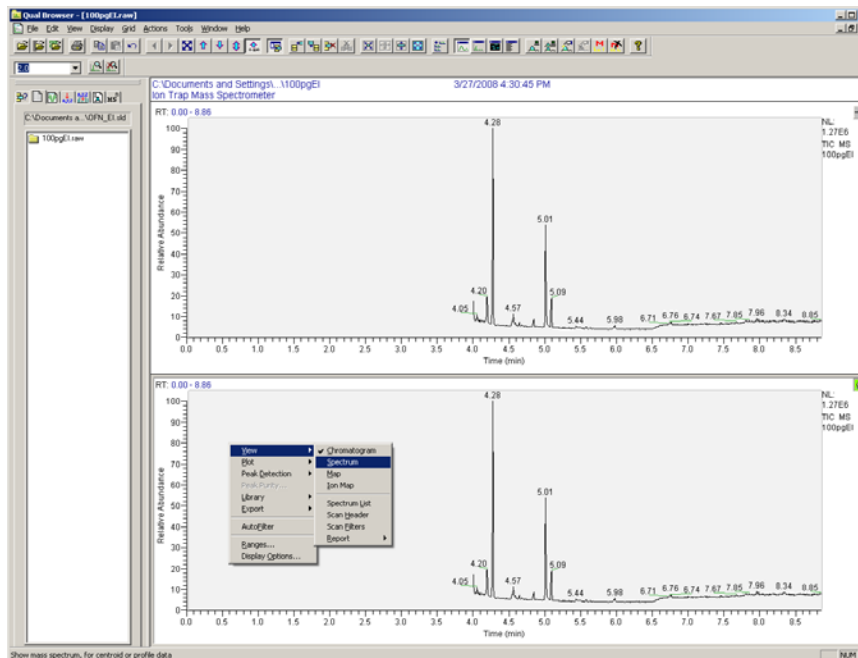 Qual Browser - [100pgEI.raw]
File Edit View Display Grid Actions Tools Window Help
2.0
C:\Documents a...\OFN_EI.sld
100pgEI.raw
C:\Documents and Settings\...\100pgEI 3/27/2008 4:30:45 PM
Ion Trap Mass Spectrometer
RT: 0.00 - 8.86
NL:
1.27E6
TIC MS
100pgEI
Relative Abundance
100
90
80
70
60
50
40
30
20
10
0
4.28
5.01
4.20
5.09
4.05
4.57
5.44 5.98 6.71 6.76 6.74 7.67 7.85 7.96 8.34 8.85
0.0 0.5 1.0 1.5 2.0 2.5 3.0 3.5 4.0 4.5 5.0 5.5 6.0 6.5 7.0 7.5 8.0 8.5
Time (min)
RT: 0.00 - 8.86
NL:
1.27E6
TIC MS
100pgEI
Relative Abundance
100
90
80
70
60
50
40
30
20
10
0
4.28
5.01
4.20
5.09
4.05
4.57
5.44 5.98 6.71 6.76 6.74 7.67 7.85 7.96 8.34 8.85
0.0 0.5 1.0 1.5 2.0 2.5 3.0 3.5 4.0 4.5 5.0 5.5 6.0 6.5 7.0 7.5 8.0 8.5
Time (min)
View
Plot
Peak Detection
Peak Purity...
Library
Export
AutoFilter
Ranges...
Display Options...
Chromatogram
Spectrum
Map
Ion Map
Spectrum List
Scan Header
Scan Filters
Report
Show mass spectrum, for centroid or profile data
NUM